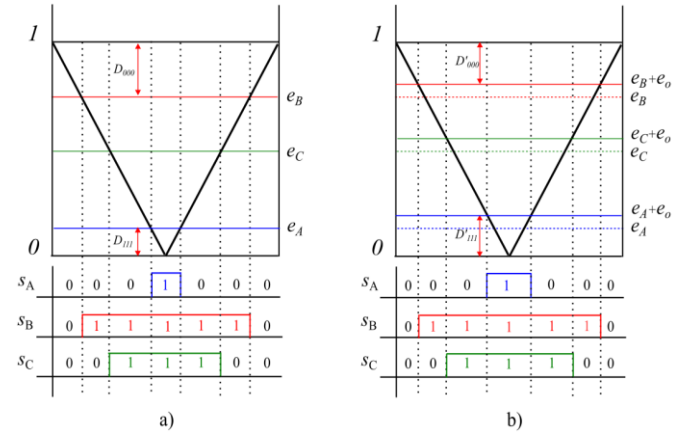 1
D000
eB
eC
eA
D111
0
sA 0 0 0 1 0 0 0
sB 0 1 1 1 1 1 0
sC 0 0 1 1 1 0 0
a)
1
D'000
eB+eo
eB
eC+eo
eC
eA+eo
eA
D'111
0
sA 0 0 0 1 0 0 0
sB 0 1 1 1 1 1 0
sC 0 0 1 1 1 0 0
b)